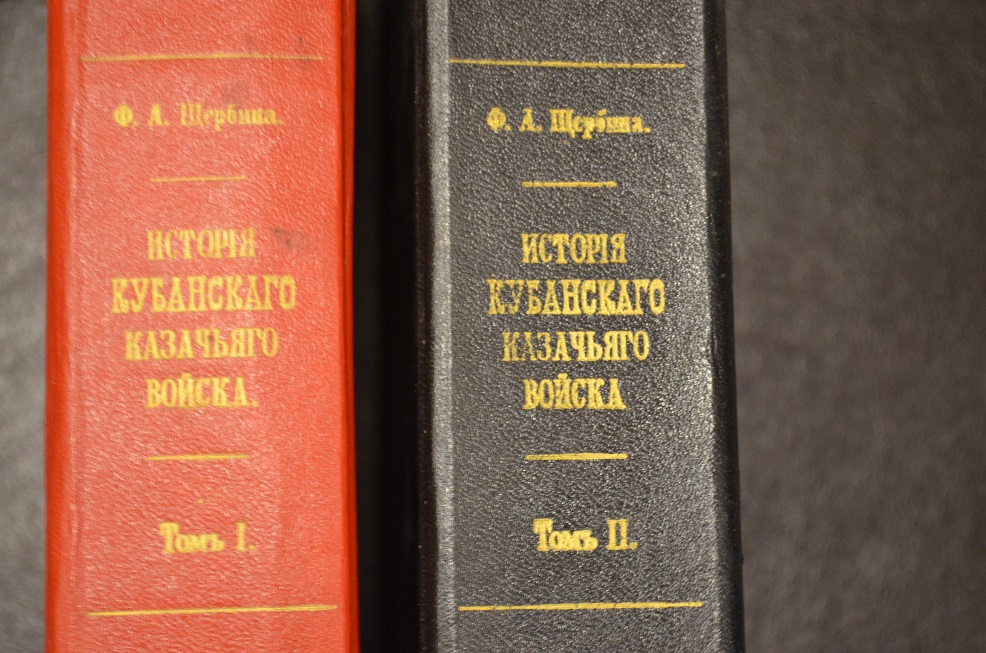 Ф. А. Щербина.
ИСТОРІЯ
КУБАНСКАГО
КАЗАЧЬЯГО
ВОЙСКА.
Томъ I.
Ф. А. Щербина.
ИСТОРІЯ
КУБАНСКАГО
КАЗАЧЬЯГО
ВОЙСКА
Томъ II.